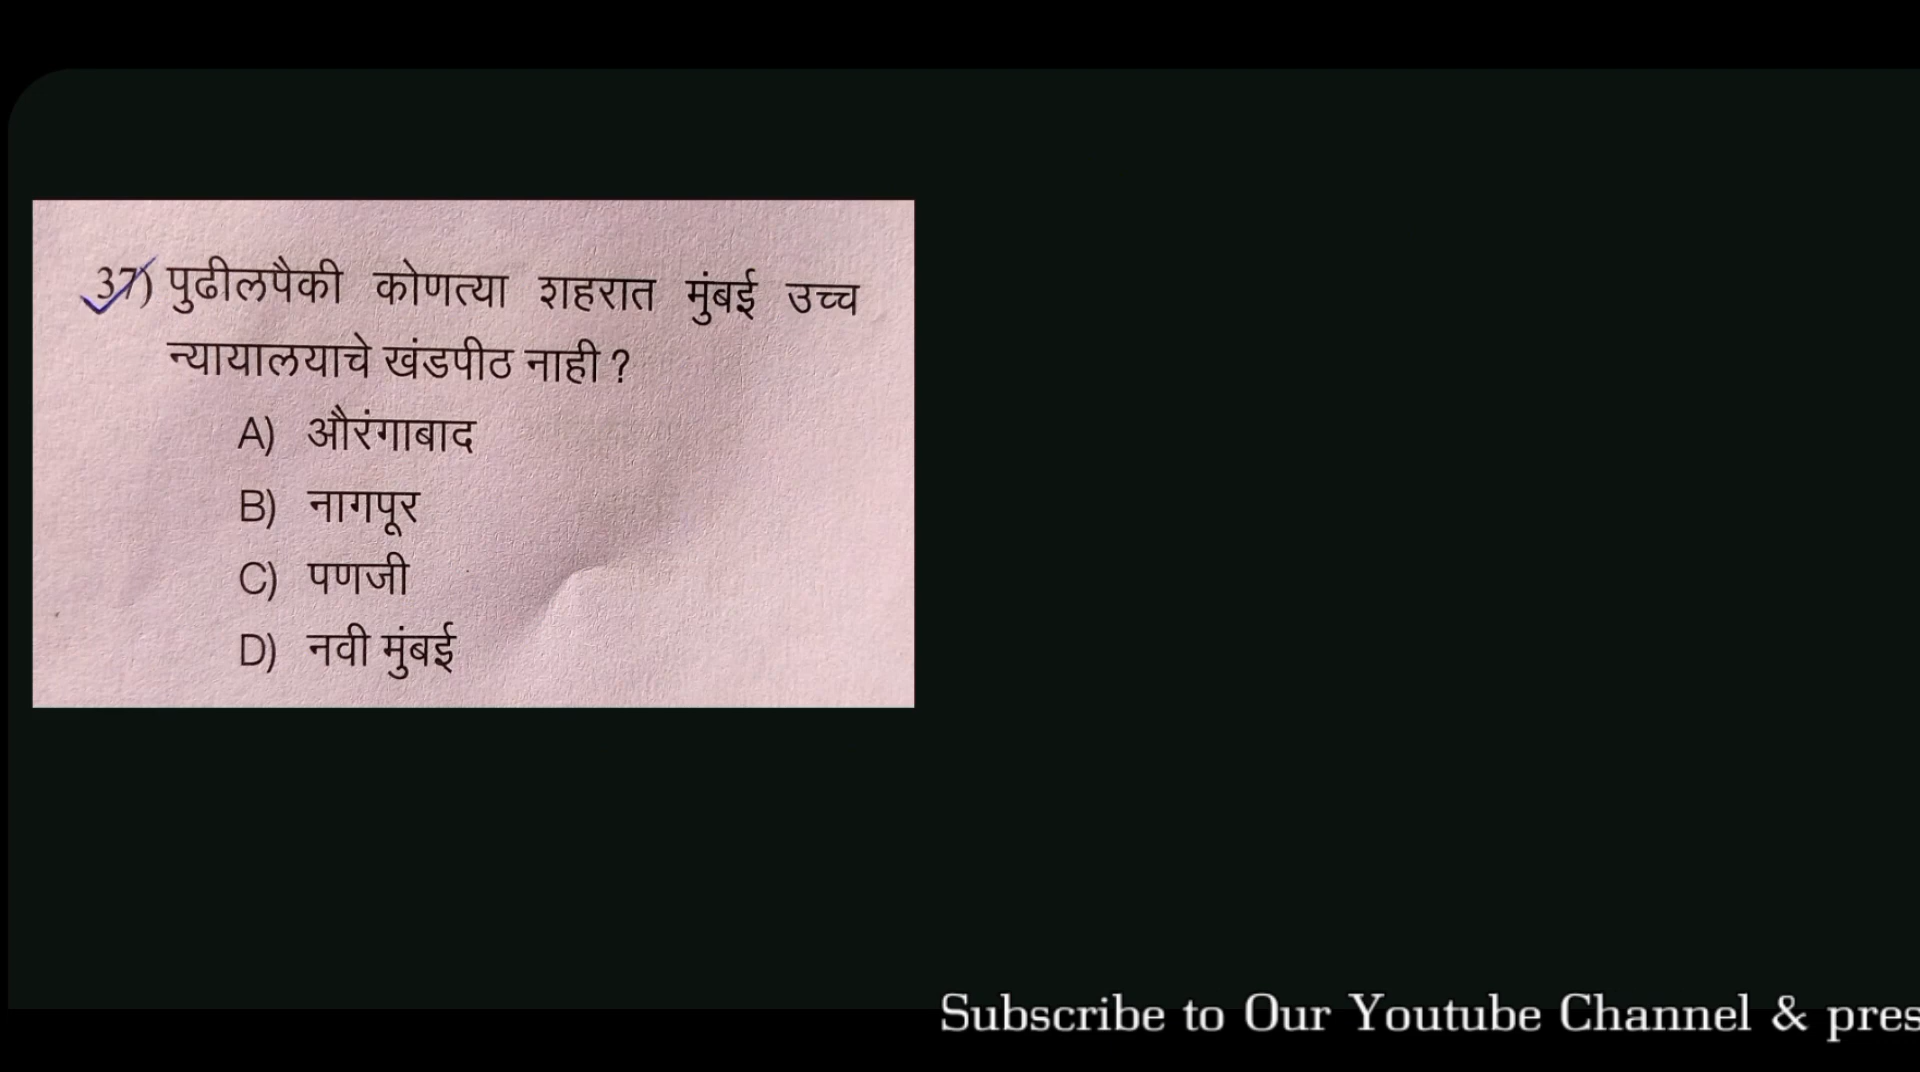 37) पुढीलपैकी कोणत्या शहरात मुंबई उच्च
न्यायालयाचे खंडपीठ नाही ?
A) औरंगाबाद
B) नागपूर
C) पणजी
D) नवी मुंबई
Subscribe to Our Youtube Channel & pres